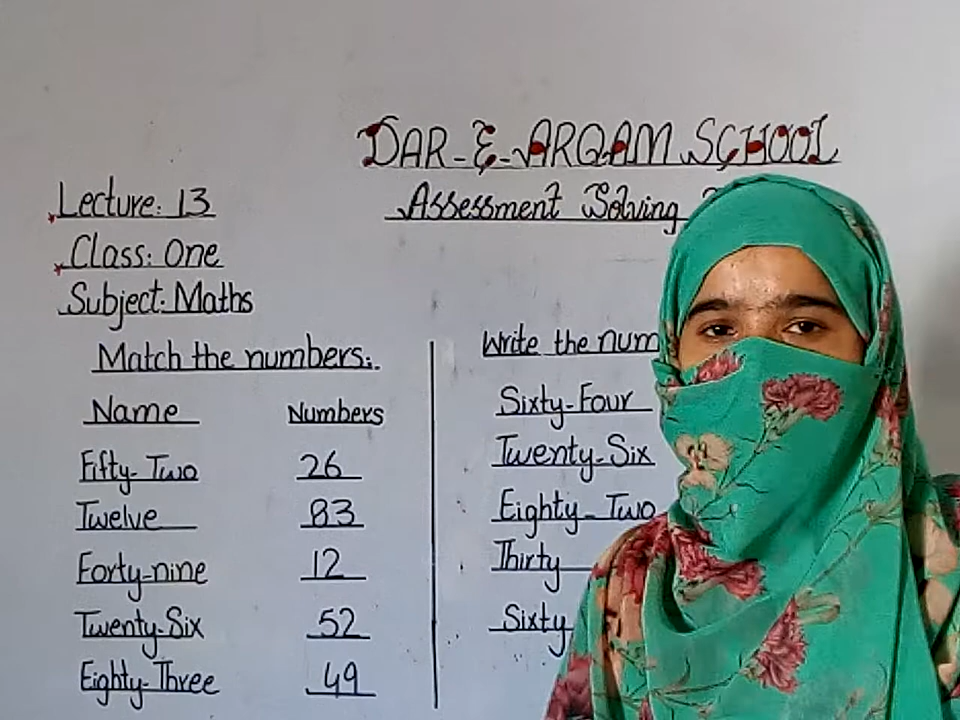 DAR-E-ARQAM SCHOOL
Assessment Solving
Lecture: 13
Class: One
Subject: Maths
Match the numbers:
Name Numbers
Fifty-Two 26
Twelve 83
Forty-nine 12
Twenty-Six 52
Eighty-Three 49
Write the num
Sixty-Four
Twenty-Six
Eighty-Two
Thirty
Sixty